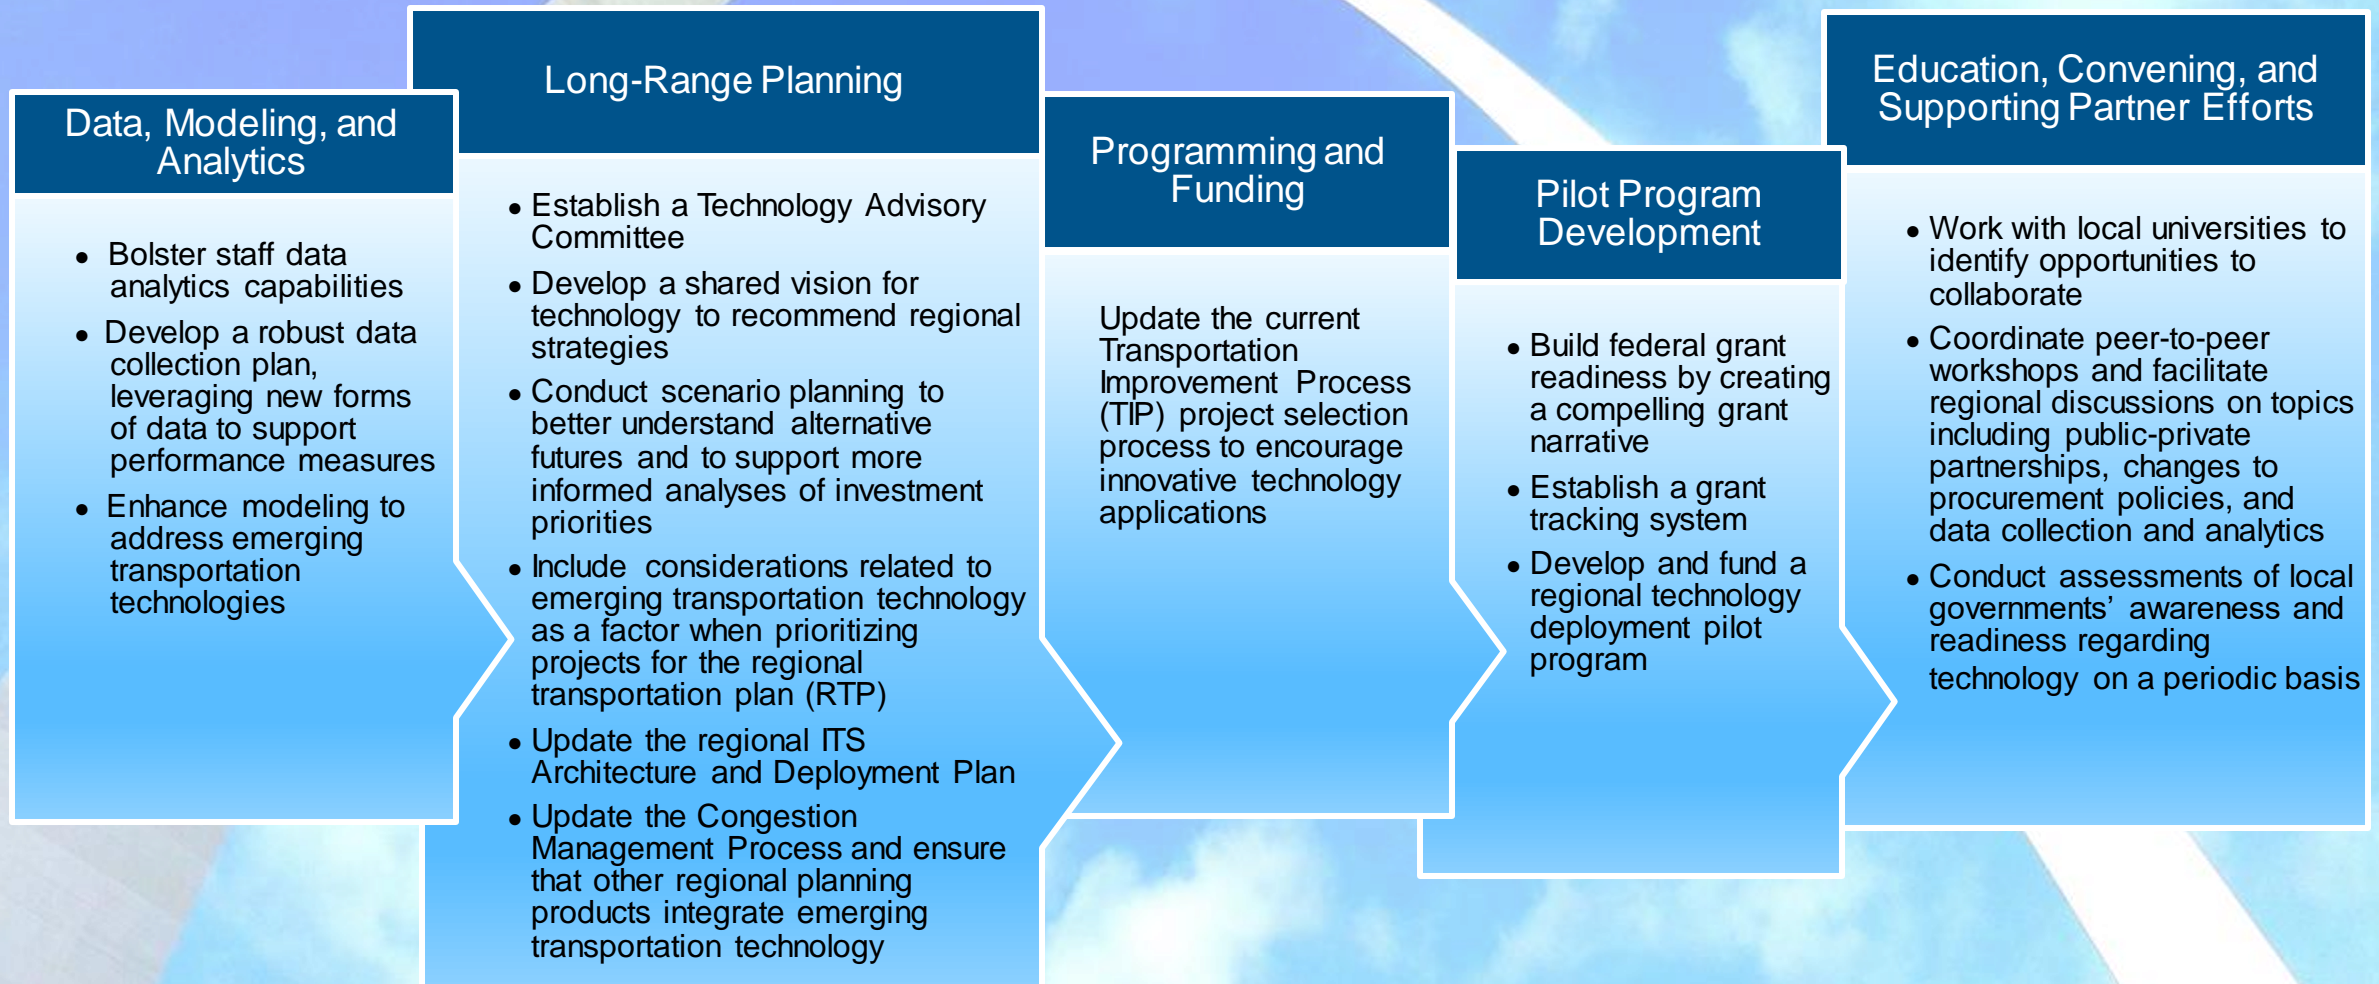 Data, Modeling, and
Analytics
• Bolster staff data
analytics capabilities
• Develop a robust data
collection plan,
leveraging new forms
of data to support
performance measures
• Enhance modeling to
address emerging
transportation
technologies
Long-Range Planning
• Establish a Technology Advisory
Committee
• Develop a shared vision for
technology to recommend regional
strategies
• Conduct scenario planning to
better understand alternative
futures and to support more
informed analyses of investment
priorities
• Include considerations related to
emerging transportation technology
as a factor when prioritizing
projects for the regional
transportation plan (RTP)
• Update the regional ITS
Architecture and Deployment Plan
• Update the Congestion
Management Process and ensure
that other regional planning
products integrate emerging
transportation technology
Programming and
Funding
Update the current
Transportation
Improvement Process
(TIP) project selection
process to encourage
innovative technology
applications
Pilot Program
Development
• Build federal grant
readiness by creating
a compelling grant
narrative
• Establish a grant
tracking system
• Develop and fund a
regional technology
deployment pilot
program
Education, Convening, and
Supporting Partner Efforts
• Work with local universities to
identify opportunities to
collaborate
• Coordinate peer-to-peer
workshops and facilitate
regional discussions on topics
including public-private
partnerships, changes to
procurement policies, and
data collection and analytics
• Conduct assessments of local
governments’ awareness and
readiness regarding
technology on a periodic basis